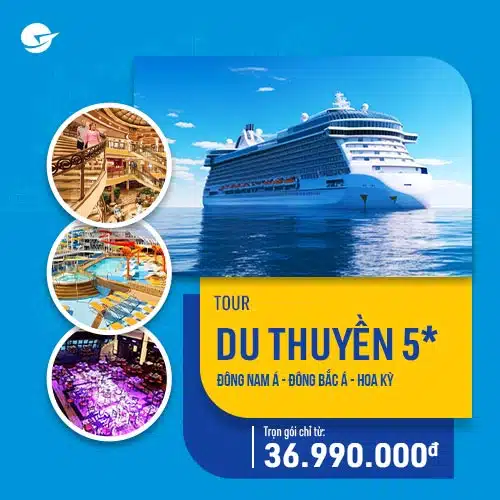 TOUR
DU THUYỀN 5*
ĐÔNG NAM Á - ĐÔNG BẮC Á - HOA KỲ
Trọn gói chỉ từ:
36.990.000đ